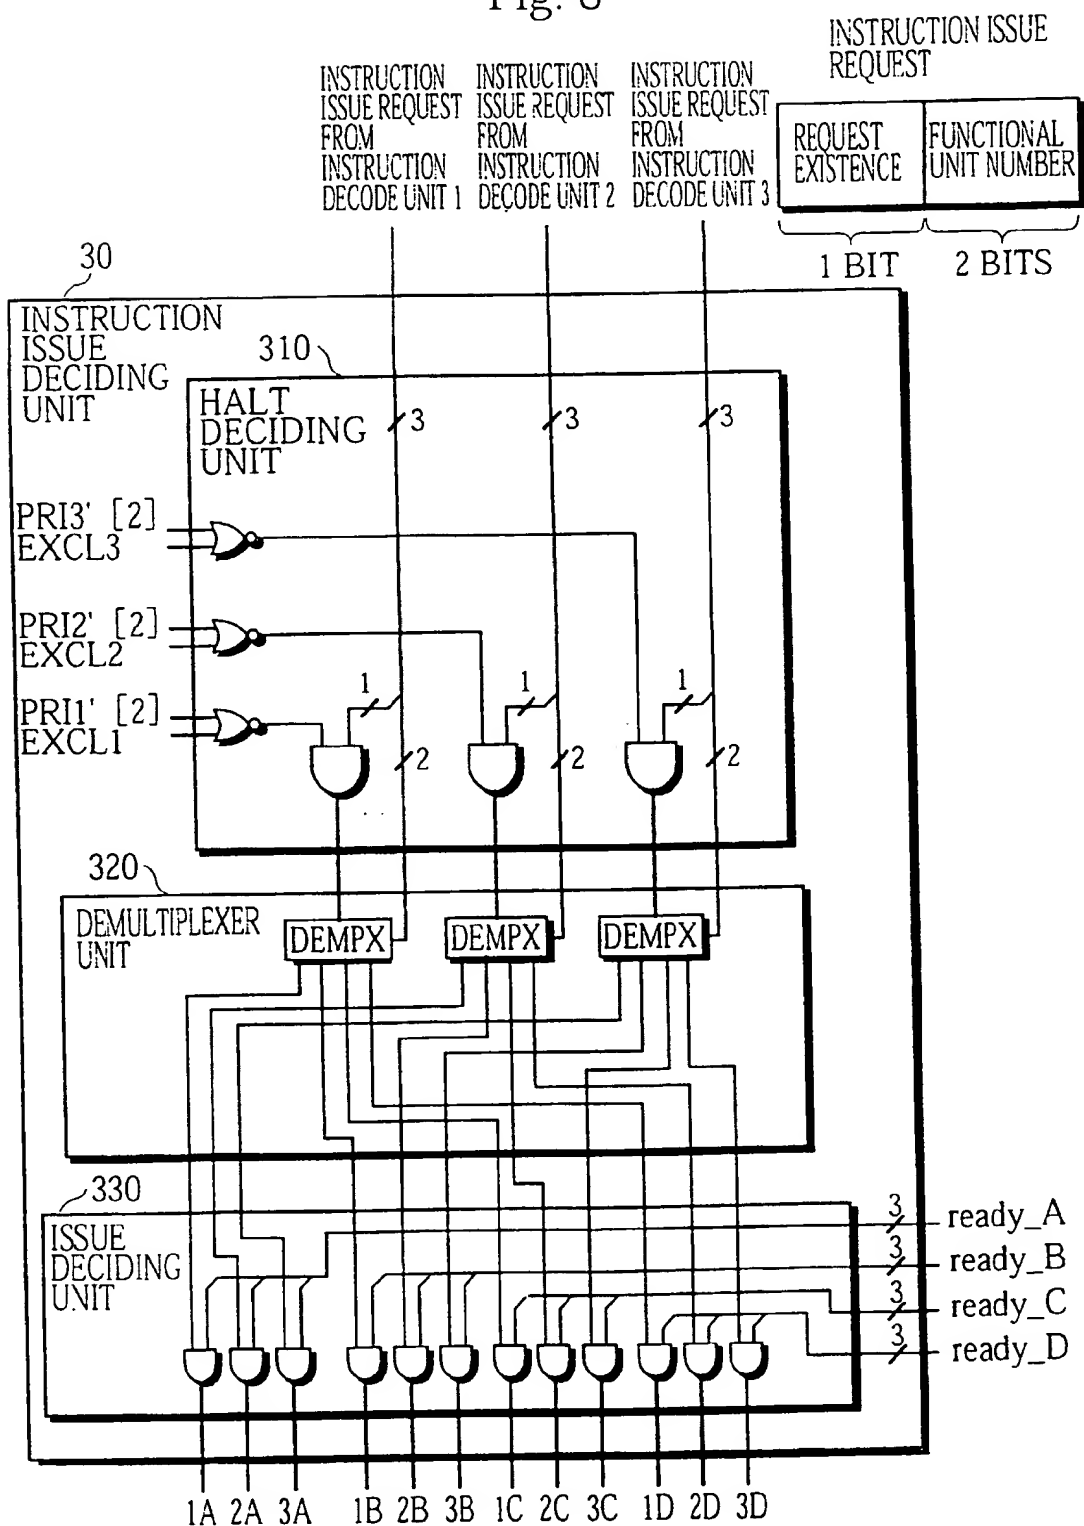 Fig. 8
INSTRUCTION ISSUE
REQUEST
INSTRUCTION
ISSUE REQUEST
FROM
INSTRUCTION
DECODE UNIT 1
INSTRUCTION
ISSUE REQUEST
FROM
INSTRUCTION
DECODE UNIT 2
INSTRUCTION
ISSUE REQUEST
FROM
INSTRUCTION
DECODE UNIT 3
REQUEST
EXISTENCE
FUNCTIONAL
UNIT NUMBER
1 BIT
2 BITS
30
INSTRUCTION
ISSUE
DECIDING
UNIT
310
HALT
DECIDING
UNIT
3
3
3
PRI3' [2]
EXCL3
PRI2' [2]
EXCL2
PRI1' [2]
EXCL1
1
1
1
2
2
2
320
DEMULTIPLEXER
UNIT
DEMPX
DEMPX
DEMPX
330
ISSUE
DECIDING
UNIT
3
ready_A
3
ready_B
3
ready_C
3
ready_D
1A 2A 3A 1B 2B 3B 1C 2C 3C 1D 2D 3D